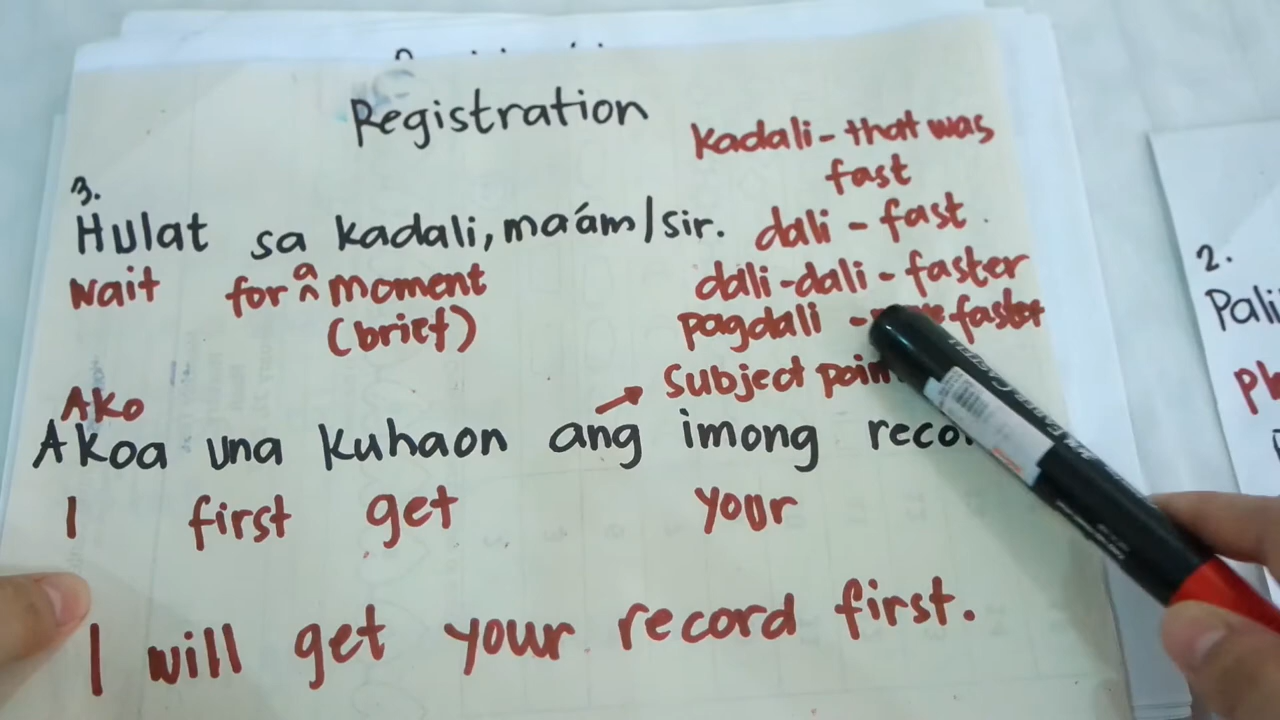 Registration
kadali - that was
fast
3.
Hulat sa kadali, ma'ám/sir.
dali - fast
wait for a moment
(brief)
dali-dali - faster
pagdali - faster
Subject
AKO
Akoa una kuhaon ang imong
I first get your
I will get your record first.
2.